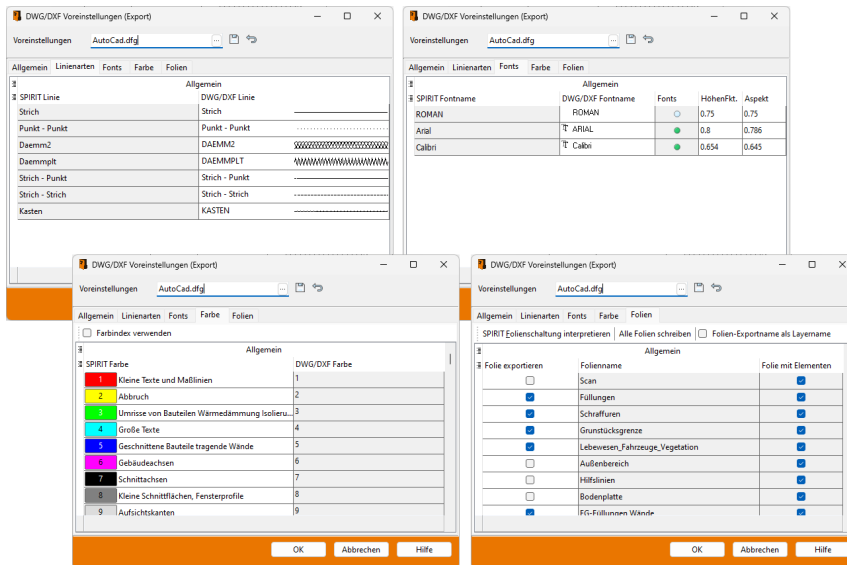 DWG/DXF Voreinstellungen (Export)
Voreinstellungen AutoCad.dfg ...
Allgemein Linienarten Fonts Farbe Folien
Allgemein
SPIRIT Linie DWG/DXF Linie
Strich Strich
Punkt - Punkt Punkt - Punkt
Daemm2 DAEMM2
Daemmplt DAEMMPLT
Strich - Punkt Strich - Punkt
Strich - Strich Strich - Strich
Kasten KASTEN
DWG/DXF Voreinstellungen (Export)
Voreinstellungen AutoCad.dfg ...
Allgemein Linienarten Fonts Farbe Folien
Allgemein
SPIRIT Fontname DWG/DXF Fontname Fonts HöhenFkt. Aspekt
ROMAN ROMAN 0.75 0.75
Arial ARIAL 0.8 0.786
Calibri Calibri 0.654 0.645
DWG/DXF Voreinstellungen (Export)
Voreinstellungen AutoCad.dfg ...
Allgemein Linienarten Fonts Farbe Folien
Farbindex verwenden
Allgemein
SPIRIT Farbe DWG/DXF Farbe
1 Kleine Texte und Maßlinien 1
2 Abbruch 2
3 Umrisse von Bauteilen Wärmedämmung Isolieru... 3
4 Große Texte 4
5 Geschnittene Bauteile tragende Wände 5
6 Gebäudeachsen 6
7 Schnittachsen 7
8 Kleine Schnittflächen, Fensterprofile 8
9 Aufsichtskanten 9
OK Abbrechen Hilfe
DWG/DXF Voreinstellungen (Export)
Voreinstellungen AutoCad.dfg ...
Allgemein Linienarten Fonts Farbe Folien
SPIRIT Folienschaltung interpretieren Alle Folien schreiben Folien-Exportname als Layername
Allgemein
Folie exportieren Folienname Folie mit Elementen
Scan
Füllungen
Schraffuren
Grunstücksgrenze
Lebewesen_Fahrzeuge_Vegetation
Außenbereich
Hilfslinien
Bodenplatte
EG-Füllungen Wände
OK Abbrechen Hilfe